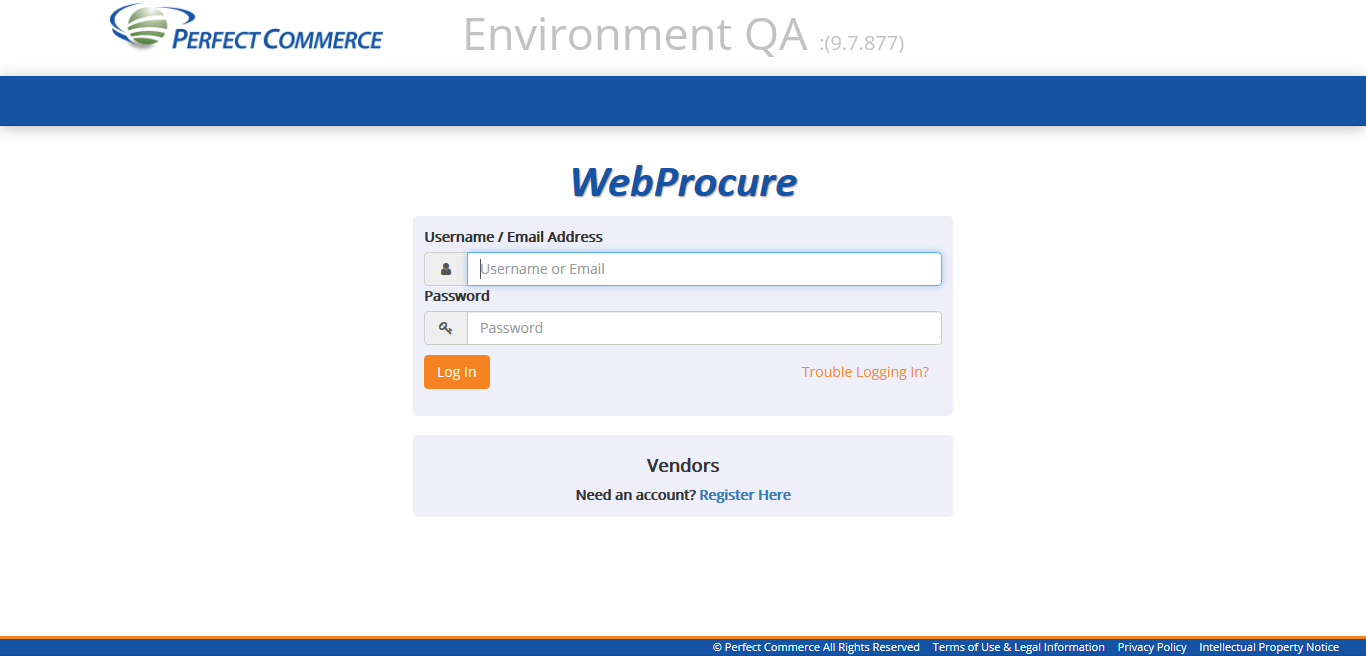 PERFECT COMMERCE
Environment QA :(9.7.877)
WebProcure
Username / Email Address
Username or Email
Password
Password
Log In Trouble Logging In?
Vendors
Need an account? Register Here
© Perfect Commerce All Rights Reserved Terms of Use & Legal Information Privacy Policy Intellectual Property Notice